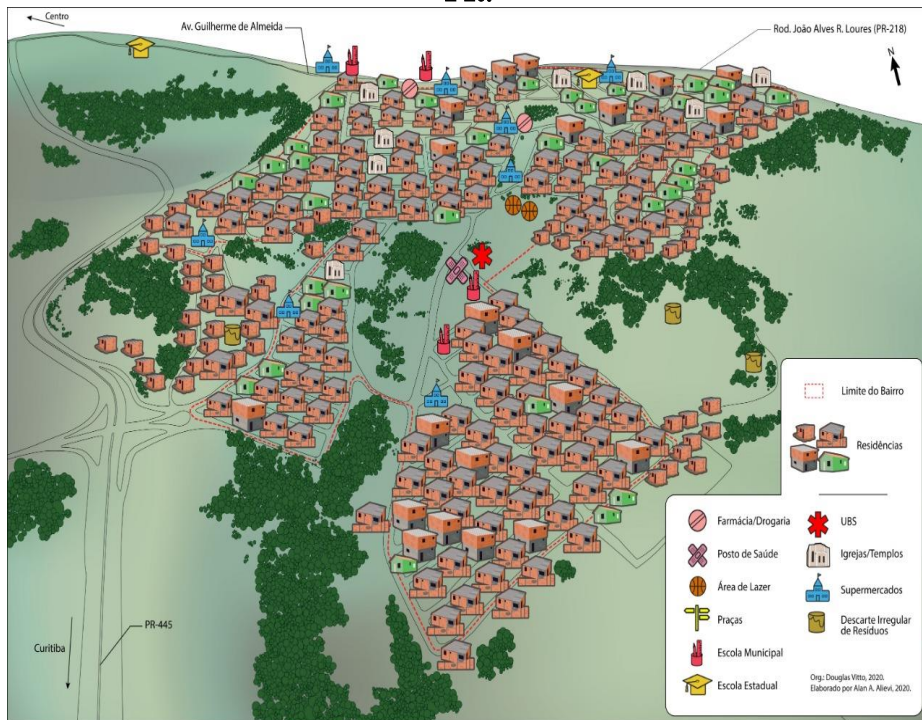 Centro
Av. Guilherme de Almeida
Rod. João Alves R. Loures (PR-218)
N
Limite do Bairro
Residências
Farmácia/Drogaria
UBS
Posto de Saúde
Igrejas/Templos
Área de Lazer
Supermercados
Praças
Descarte Irregular
de Resíduos
Escola Municipal
Escola Estadual
Org.: Douglas Vitto, 2020.
Elaborado por Alan A. Alievi, 2020.
PR-445
Curitiba